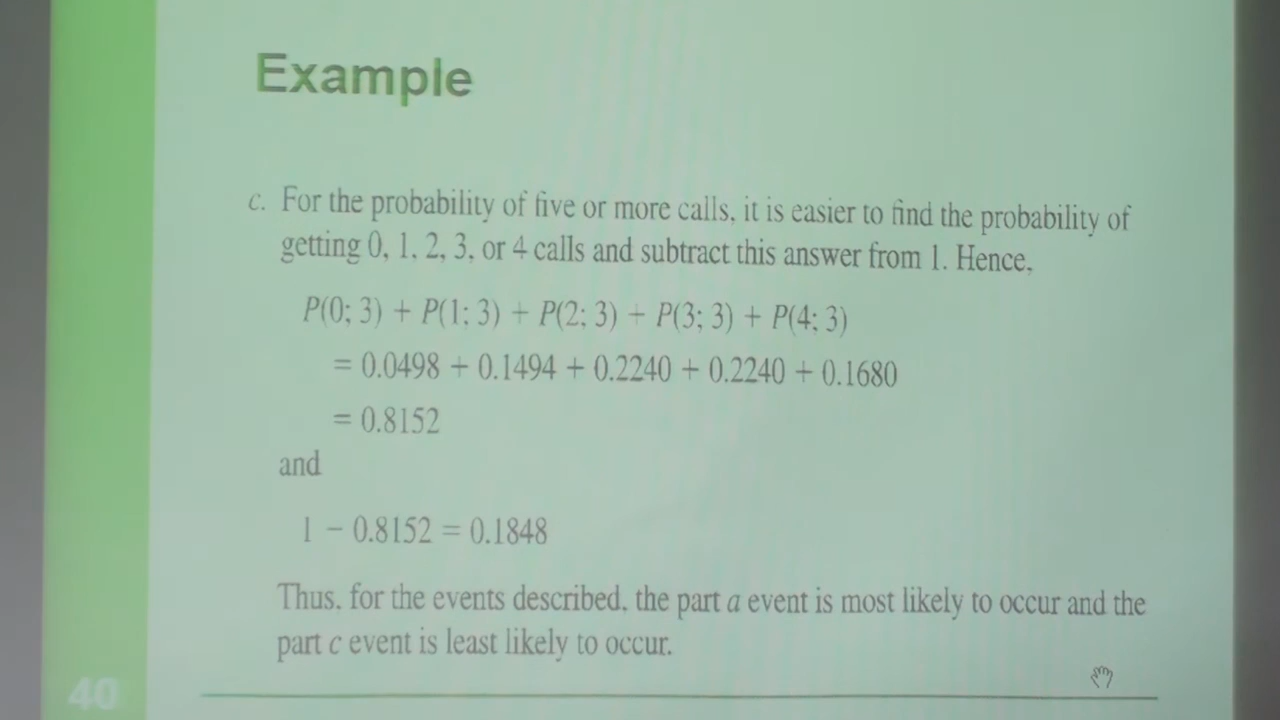 Example
c. For the probability of five or more calls, it is easier to find the probability of
getting 0, 1, 2, 3, or 4 calls and subtract this answer from 1. Hence,
P(0; 3) + P(1; 3) + P(2; 3) + P(3; 3) + P(4; 3)
= 0.0498 + 0.1494 + 0.2240 + 0.2240 + 0.1680
= 0.8152
and
1 − 0.8152 = 0.1848
Thus, for the events described, the part a event is most likely to occur and the
part c event is least likely to occur.
40